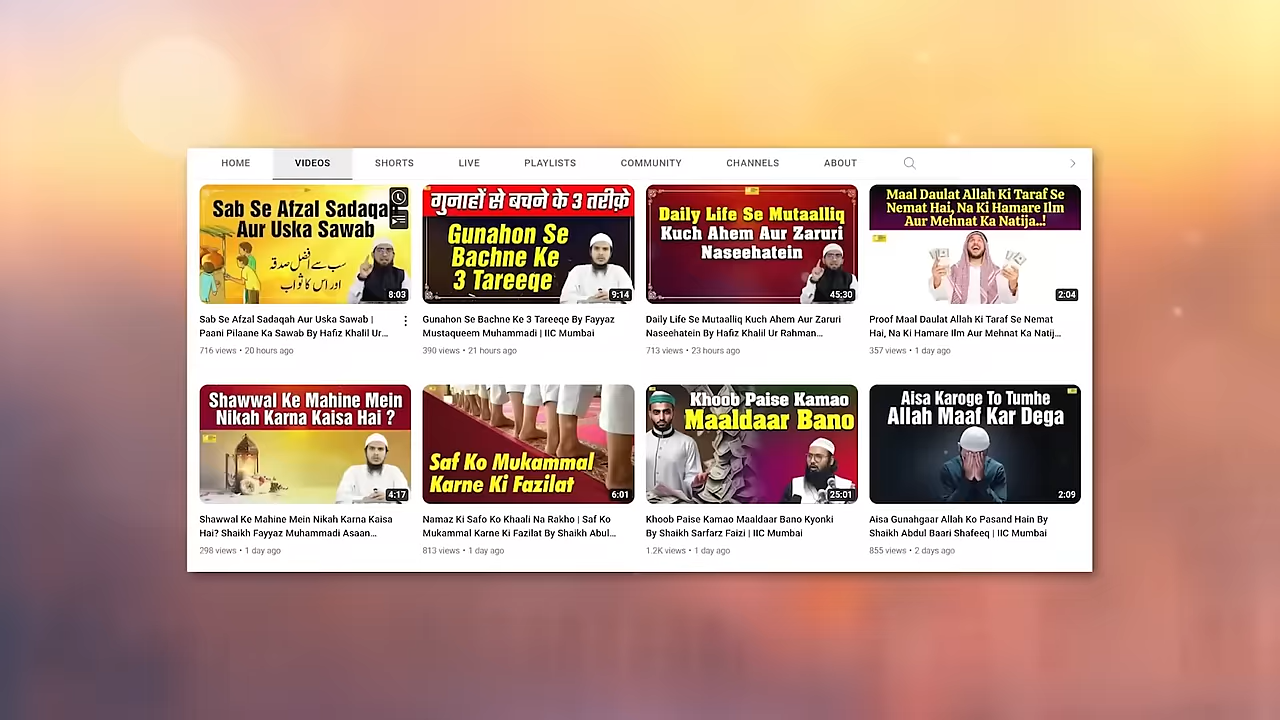 HOME VIDEOS SHORTS LIVE PLAYLISTS COMMUNITY CHANNELS ABOUT
Sab Se Afzal Sadaqa
Aur Uska Sawab
سب سے افضل صدقہ
اور اس کا ثواب
8:03
गुनाहों से बचने के 3 तरीक़े
Gunahon Se
Bachne Ke
3 Tareeqe
9:14
Daily Life Se Mutaalliq
Kuch Ahem Aur Zaruri
Naseehatein
45:30
Maal Daulat Allah Ki Taraf Se
Nemat Hai, Na Ki Hamare Ilm
Aur Mehnat Ka Natija..!
2:04
Sab Se Afzal Sadaqah Aur Uska Sawab |
Paani Pilaane Ka Sawab By Hafiz Khalil Ur...
716 views • 20 hours ago
Gunahon Se Bachne Ke 3 Tareeqe By Fayyaz
Mustaqueem Muhammadi | IIC Mumbai
390 views • 21 hours ago
Daily Life Se Mutaalliq Kuch Ahem Aur Zaruri
Naseehatein By Hafiz Khalil Ur Rahman...
713 views • 23 hours ago
Proof Maal Daulat Allah Ki Taraf Se Nemat
Hai, Na Ki Hamare Ilm Aur Mehnat Ka Natij...
357 views • 1 day ago
Shawwal Ke Mahine Mein
Nikah Karna Kaisa Hai ?
4:17
Saf Ko Mukammal
Karne Ki Fazilat
6:01
Khoob Paise Kamao
Maaldaar Bano
25:01
Aisa Karoge To Tumhe
Allah Maaf Kar Dega
2:09
Shawwal Ke Mahine Mein Nikah Karna Kaisa
Hai? Shaikh Fayyaz Muhammadi Asaan...
298 views • 1 day ago
Namaz Ki Safo Ko Khaali Na Rakho | Saf Ko
Mukammal Karne Ki Fazilat By Shaikh Abul...
813 views • 1 day ago
Khoob Paise Kamao Maaldaar Bano Kyonki
By Shaikh Sarfarz Faizi | IIC Mumbai
1.2K views • 1 day ago
Aisa Gunahgaar Allah Ko Pasand Hain By
Shaikh Abdul Baari Shafeeq | IIC Mumbai
855 views • 2 days ago